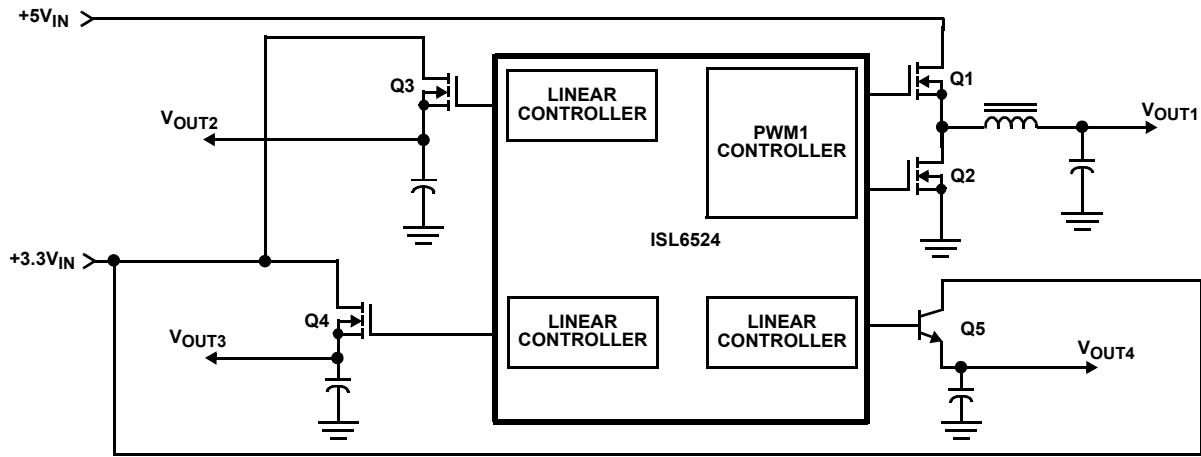 +5VIN
Q3
LINEAR
CONTROLLER
PWM1
CONTROLLER
Q1
VOUT2
VOUT1
Q2
ISL6524
+3.3VIN
Q4
LINEAR
CONTROLLER
LINEAR
CONTROLLER
Q5
VOUT3
VOUT4